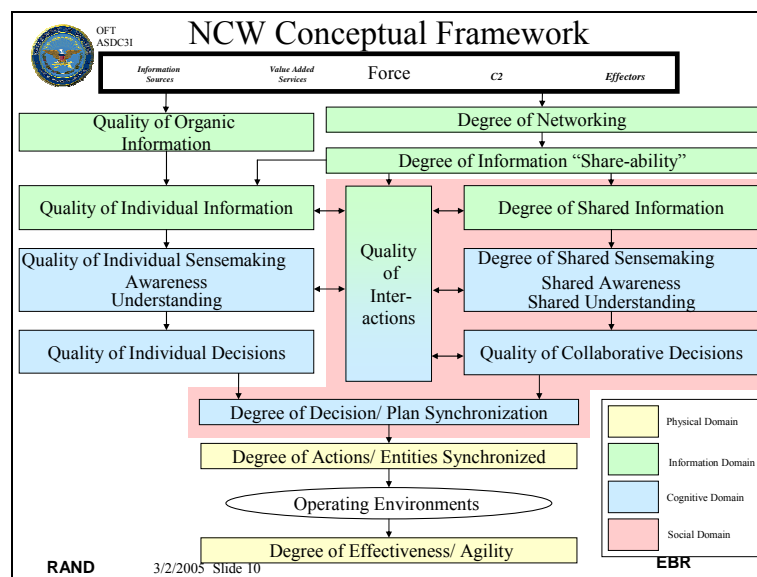 OFT
ASDC3I
NCW Conceptual Framework
Information
Sources
Value Added
Services
Force
C2
Effectors
Quality of Organic
Information
Degree of Networking
Degree of Information “Share-ability”
Quality of Individual Information
Degree of Shared Information
Quality
of
Inter-
actions
Quality of Individual Sensemaking
Awareness
Understanding
Degree of Shared Sensemaking
Shared Awareness
Shared Understanding
Quality of Individual Decisions
Quality of Collaborative Decisions
Degree of Decision/ Plan Synchronization
Degree of Actions/ Entities Synchronized
Operating Environments
Degree of Effectiveness/ Agility
Physical Domain
Information Domain
Cognitive Domain
Social Domain
RAND
3/2/2005 Slide 10
EBR